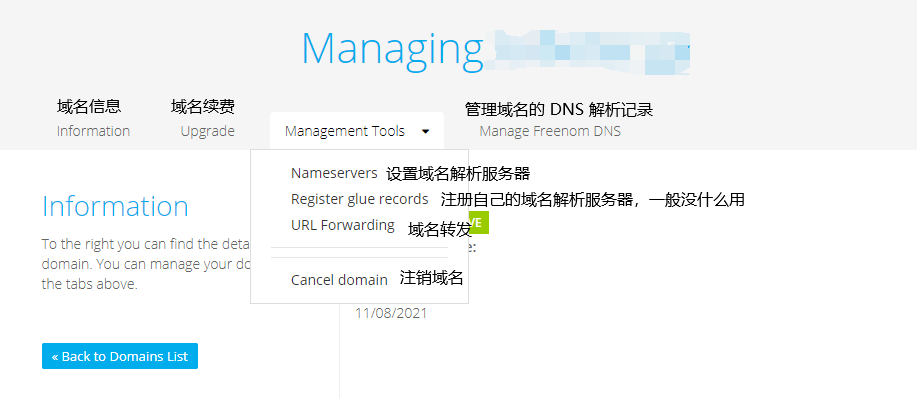 Managing
域名信息 域名续费 管理域名的 DNS 解析记录
Information Upgrade Management Tools Manage Freenom DNS
Nameservers 设置域名解析服务器
Register glue records 注册自己的域名解析服务器，一般没什么用
URL Forwarding 域名转发 VE
Cancel domain 注销域名
Information
To the right you can find the deta
domain. You can manage your do
the tabs above.
11/08/2021
« Back to Domains List